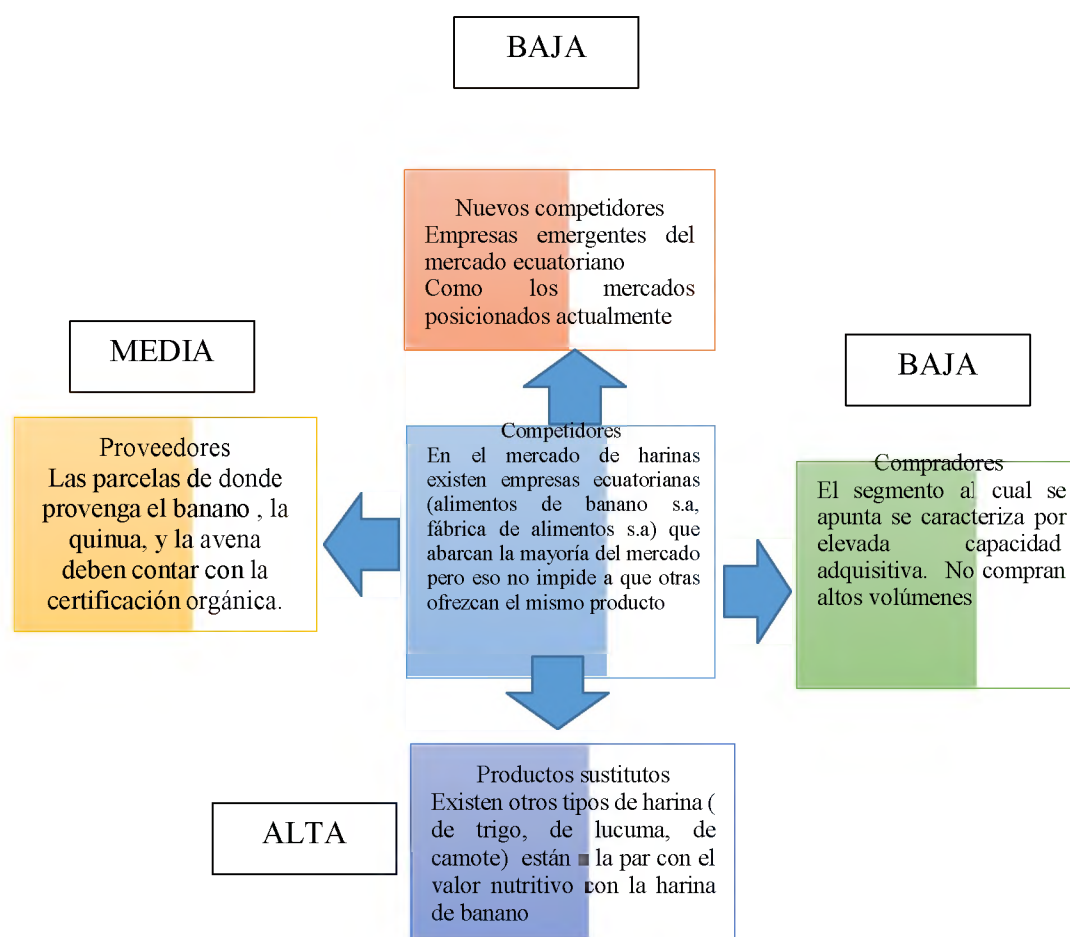 BAJA
Nuevos competidores
Empresas emergentes del
mercado ecuatoriano
Como los mercados
posicionados actualmente
MEDIA
Proveedores
Las parcelas de donde
provenga el banano , la
quinua, y la avena
deben contar con la
certificación orgánica.
Competidores
En el mercado de harinas
existen empresas ecuatorianas
(alimentos de banano s.a,
fábrica de alimentos s.a) que
abarcan la mayoría del mercado
pero eso no impide a que otras
ofrezcan el mismo producto
BAJA
Compradores
El segmento al cual se
apunta se caracteriza por
elevada capacidad
adquisitiva. No compran
altos volúmenes
ALTA
Productos sustitutos
Existen otros tipos de harina (
de trigo, de lucuma, de
camote) están la par con el
valor nutritivo con la harina
de banano